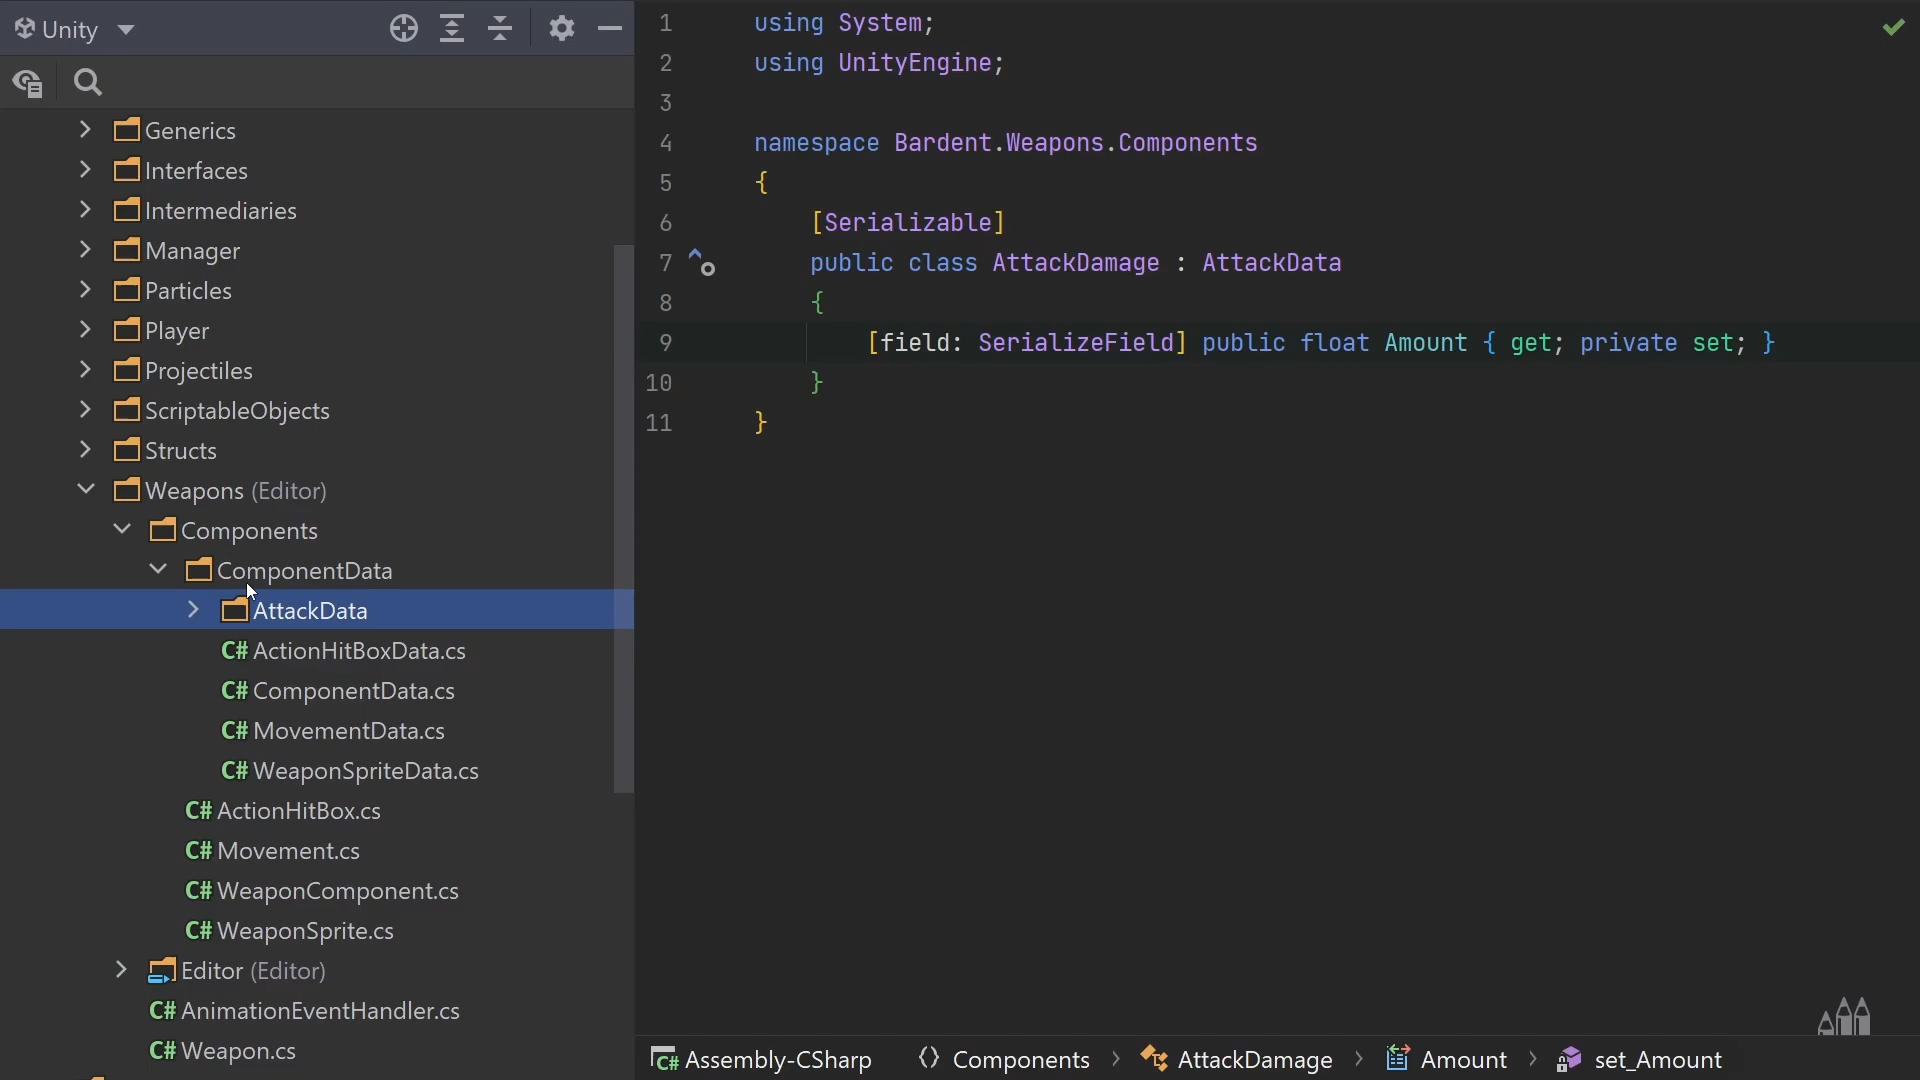 Unity
Generics
Interfaces
Intermediaries
Manager
Particles
Player
Projectiles
ScriptableObjects
Structs
Weapons (Editor)
Components
ComponentData
AttackData
C# ActionHitBoxData.cs
C# ComponentData.cs
C# MovementData.cs
C# WeaponSpriteData.cs
C# ActionHitBox.cs
C# Movement.cs
C# WeaponComponent.cs
C# WeaponSprite.cs
Editor (Editor)
C# AnimationEventHandler.cs
C# Weapon.cs
1 using System;
2 using UnityEngine;
3
4 namespace Bardent.Weapons.Components
5 {
6 [Serializable]
7 public class AttackDamage : AttackData
8 {
9 [field: SerializeField] public float Amount { get; private set; }
10 }
11 }
C# Assembly-CSharp {} Components > AttackDamage > Amount > set_Amount